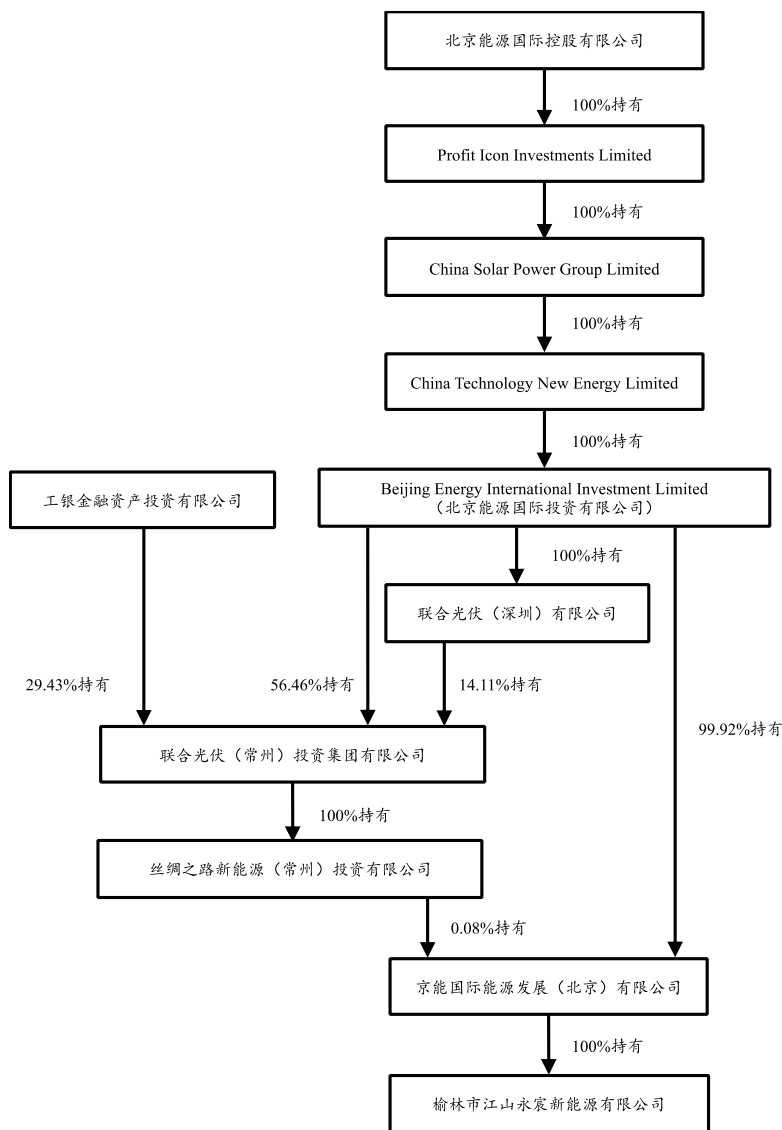 北京能源国际控股有限公司
100%持有
Profit Icon Investments Limited
100%持有
China Solar Power Group Limited
100%持有
China Technology New Energy Limited
100%持有
工银金融资产投资有限公司
Beijing Energy International Investment Limited
（北京能源国际投资有限公司）
100%持有
联合光伏（深圳）有限公司
29.43%持有
56.46%持有
14.11%持有
99.92%持有
联合光伏（常州）投资集团有限公司
100%持有
丝绸之路新能源（常州）投资有限公司
0.08%持有
京能国际能源发展（北京）有限公司
100%持有
榆林市江山永宸新能源有限公司